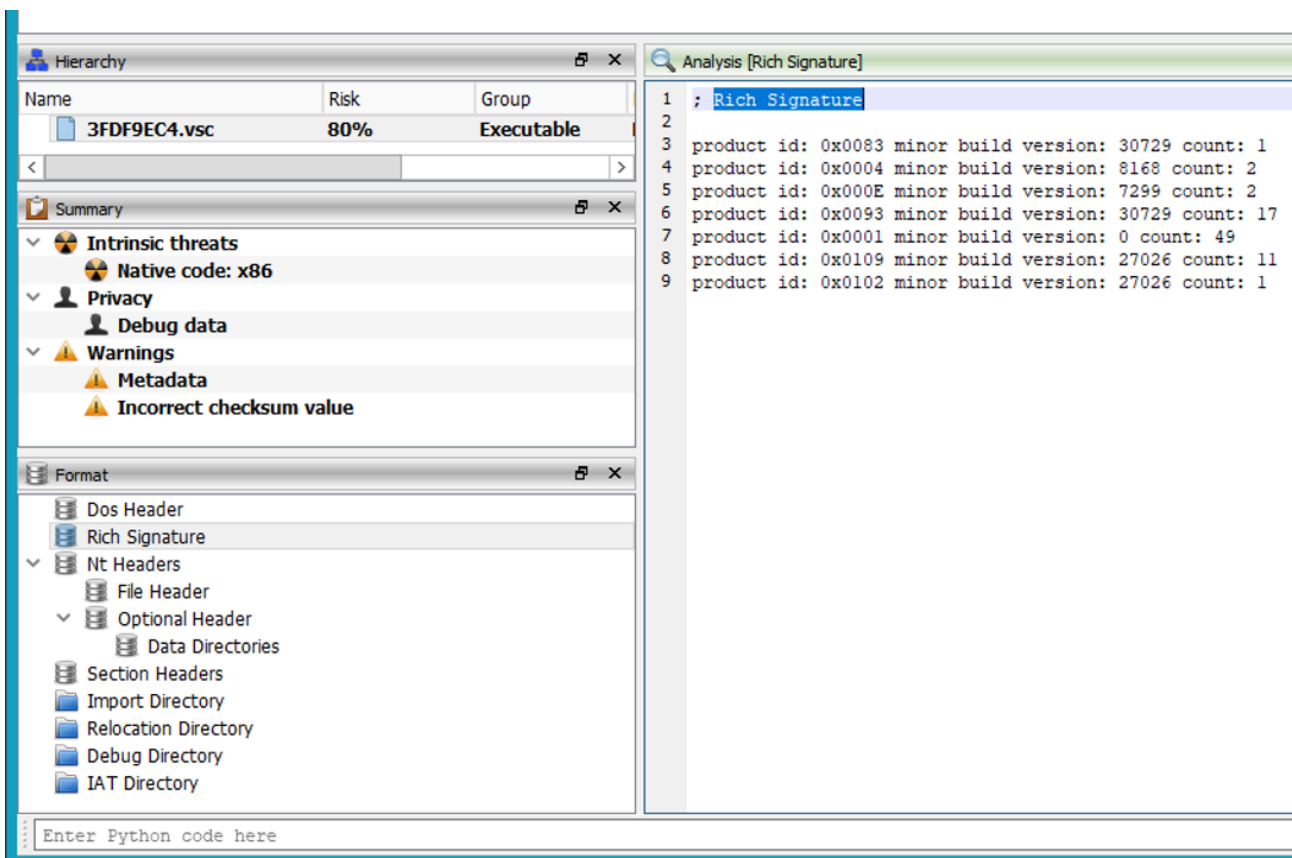 Hierarchy
Analysis [Rich Signature]
Name Risk Group
3FDF9EC4.vsc 80% Executable
1 ; Rich Signature
2
3 product id: 0x0083 minor build version: 30729 count: 1
4 product id: 0x0004 minor build version: 8168 count: 2
5 product id: 0x000E minor build version: 7299 count: 2
6 product id: 0x0093 minor build version: 30729 count: 17
7 product id: 0x0001 minor build version: 0 count: 49
8 product id: 0x0109 minor build version: 27026 count: 11
9 product id: 0x0102 minor build version: 27026 count: 1
Summary
Intrinsic threats
Native code: x86
Privacy
Debug data
Warnings
Metadata
Incorrect checksum value
Format
Dos Header
Rich Signature
Nt Headers
File Header
Optional Header
Data Directories
Section Headers
Import Directory
Relocation Directory
Debug Directory
IAT Directory
Enter Python code here